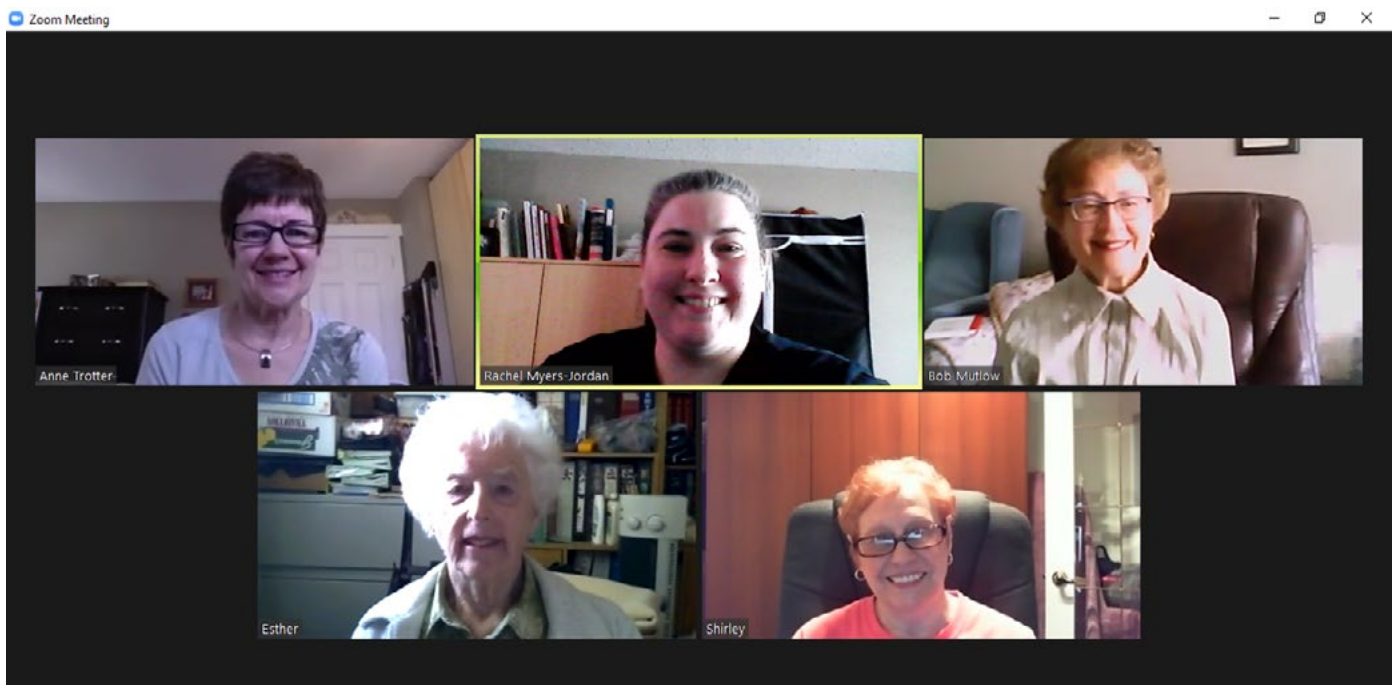 Zoom Meeting
Anne Trotter-
Rachel Myers-Jordan
Bob Mutlow
Esther
Shirley